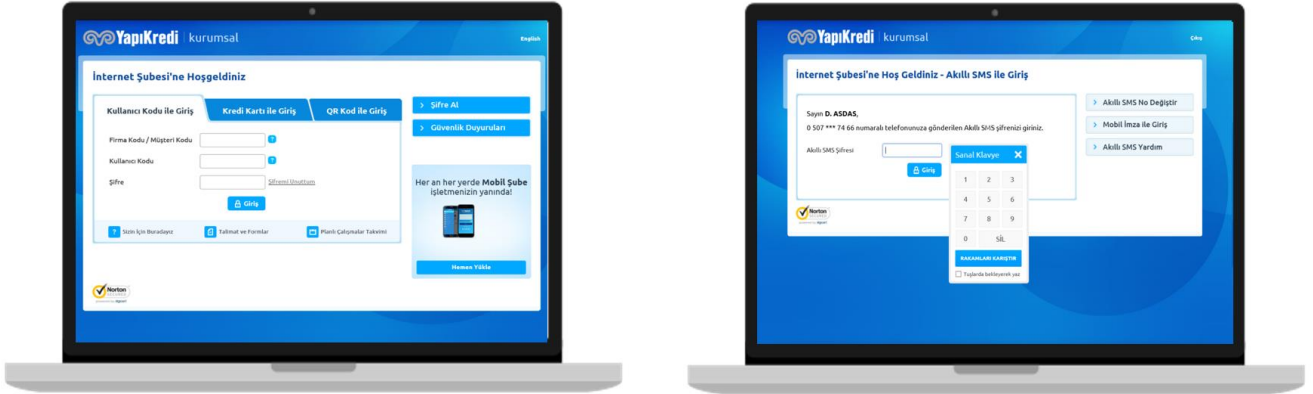 YapıKredi kurumsal
English
İnternet Şubesi'ne Hoşgeldiniz
Kullanıcı Kodu ile Giriş
Kredi Kartı ile Giriş
QR Kod ile Giriş
Firma Kodu / Müşteri Kodu
?
Kullanıcı Kodu
?
Şifre
Şifremi Unuttum
Giriş
? Sizin İçin Buradayız
Talimat ve Formlar
Planlı Çalışmalar Takvimi
> Şifre Al
> Güvenlik Duyuruları
Her an her yerde Mobil Şube
işletmenizin yanında!
Hemen Yükle
Norton
YapıKredi kurumsal
Çıkış
İnternet Şubesi'ne Hoş Geldiniz - Akıllı SMS ile Giriş
Sayın D. ASDAS,
0 507 *** 74 66 numaralı telefonunuza gönderilen Akıllı SMS şifrenizi giriniz.
Akıllı SMS Şifresi
Giriş
Sanal Klavye X
1 2 3
4 5 6
7 8 9
0 SİL
RAKAMLARI KARIŞTIR
Tuşlarda bekleyerek yaz
> Akıllı SMS No Değiştir
> Mobil İmza ile Giriş
> Akıllı SMS Yardım
Norton